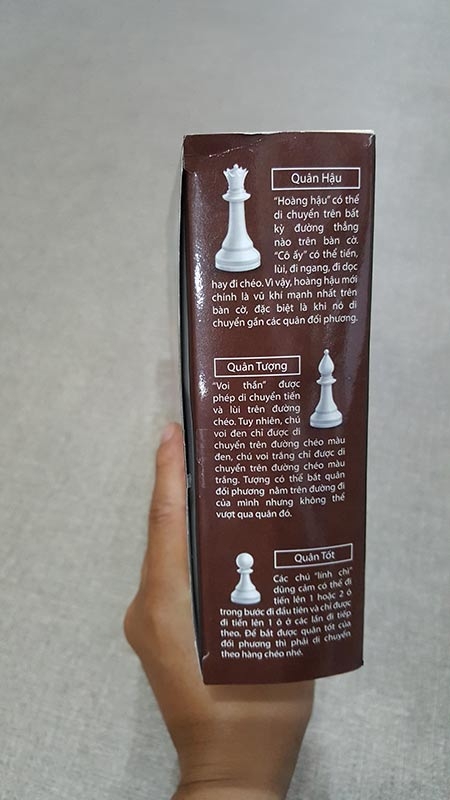 Quân Hậu
"Hoàng hậu" có thể
di chuyển trên bất
kỳ đường thẳng
nào trên bàn cờ.
"Cô ấy" có thể tiến,
lùi, đi ngang, đi dọc
hay đi chéo. Vì vậy, hoàng hậu mới
chính là vũ khí mạnh nhất trên
bàn cờ, đặc biệt là khi nó di
chuyển gần các quân đối phương.
Quân Tượng
"Voi thần" được
phép di chuyển tiến
và lùi trên đường
chéo. Tuy nhiên, chú
voi đen chỉ được di
chuyển trên đường chéo màu
đen, chú voi trắng chỉ được di
chuyển trên đường chéo màu
trắng. Tượng có thể bắt quân
đối phương nằm trên đường đi
của mình nhưng không thể
vượt qua quân đó.
Quân Tốt
Các chú "lính chì"
dũng cảm có thể đi
tiến lên 1 hoặc 2 ô
trong bước đi đầu tiên và chỉ được
đi tiến lên 1 ô ở các lần đi tiếp
theo. Để bắt được quân tốt của
đối phương thì phải di chuyển
theo hàng chéo nhé.